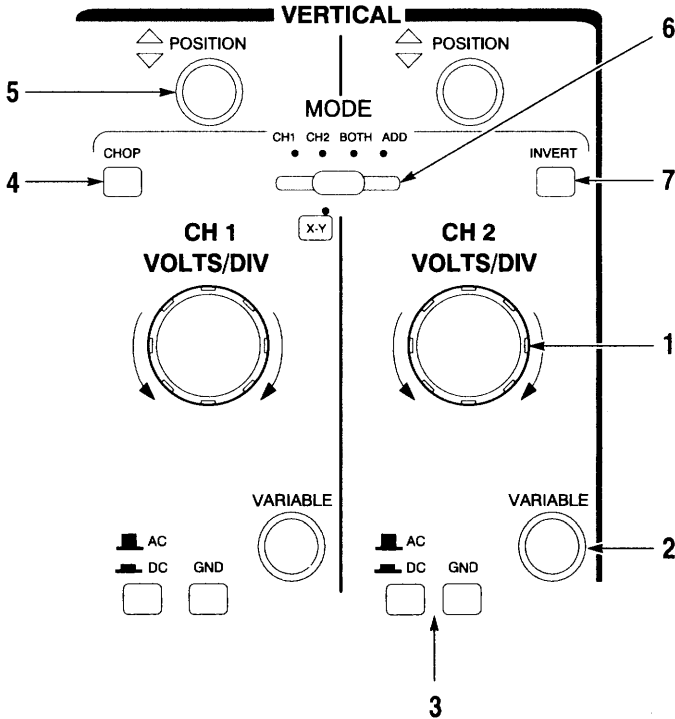 VERTICAL
POSITION
POSITION
6
5
MODE
CH1 CH2 BOTH ADD
CHOP
INVERT
4
7
X-Y
CH 1
VOLTS/DIV
CH 2
VOLTS/DIV
1
VARIABLE
VARIABLE
AC
DC
GND
AC
DC
GND
2
3